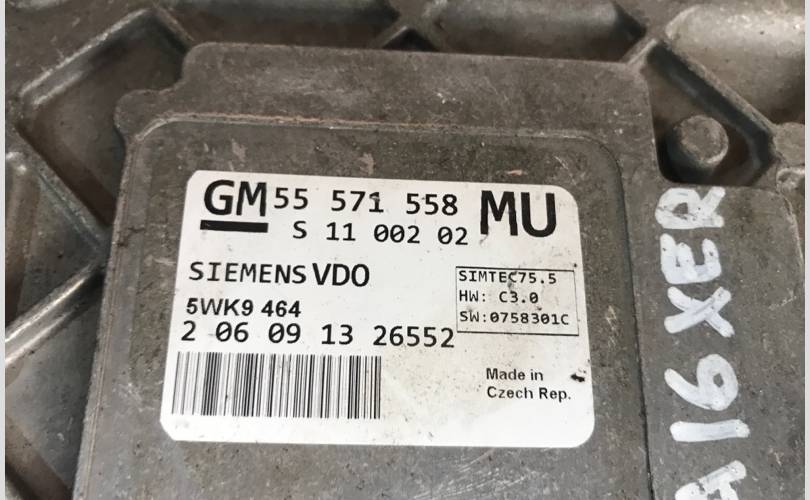 GM 55 571 558 MU
S 11 002 02
SIEMENS VDO
SIMTEC75.5
HW: C3.0
SW:0758301C
5WK9 464
2 06 09 13 26552
Made in
Czech Rep.
A16XER